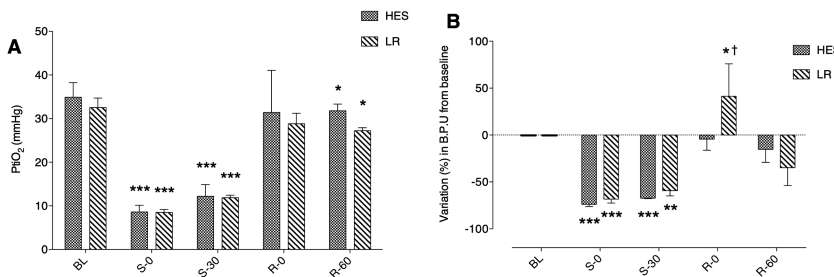 A
HES
LR
PtiO2 (mmHg)
50
40
30
20
10
0
*** ***
*** ***
* *
BL S-0 S-30 R-0 R-60
B
HES
LR
Variation (%) in B.P.U from baseline
100
50
0
-50
-100
*†
*** *** *** **
BL S-0 S-30 R-0 R-60